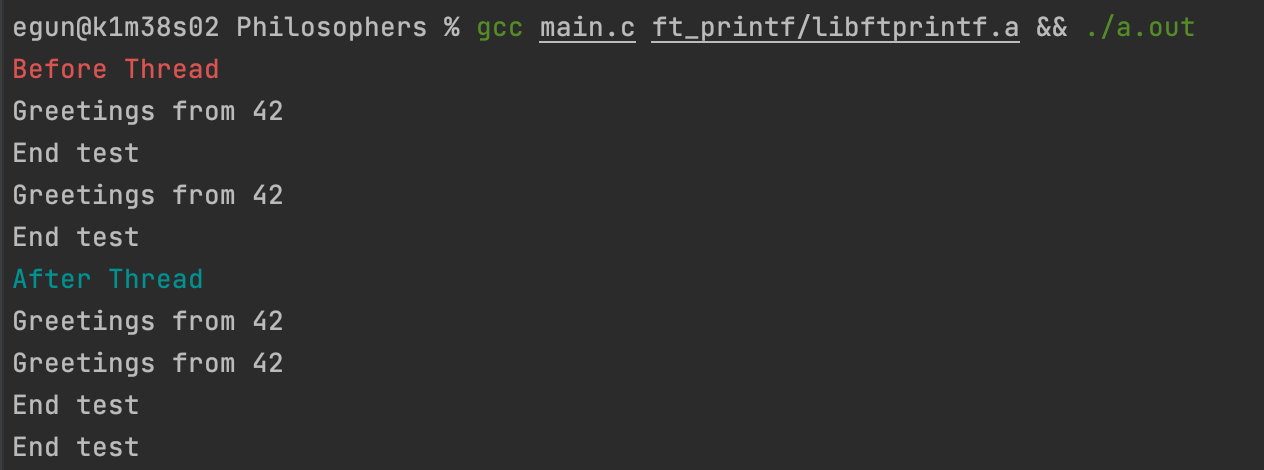 egun@k1m38s02 Philosophers % gcc main.c ft_printf/libftprintf.a && ./a.out
Before Thread
Greetings from 42
End test
Greetings from 42
End test
After Thread
Greetings from 42
Greetings from 42
End test
End test